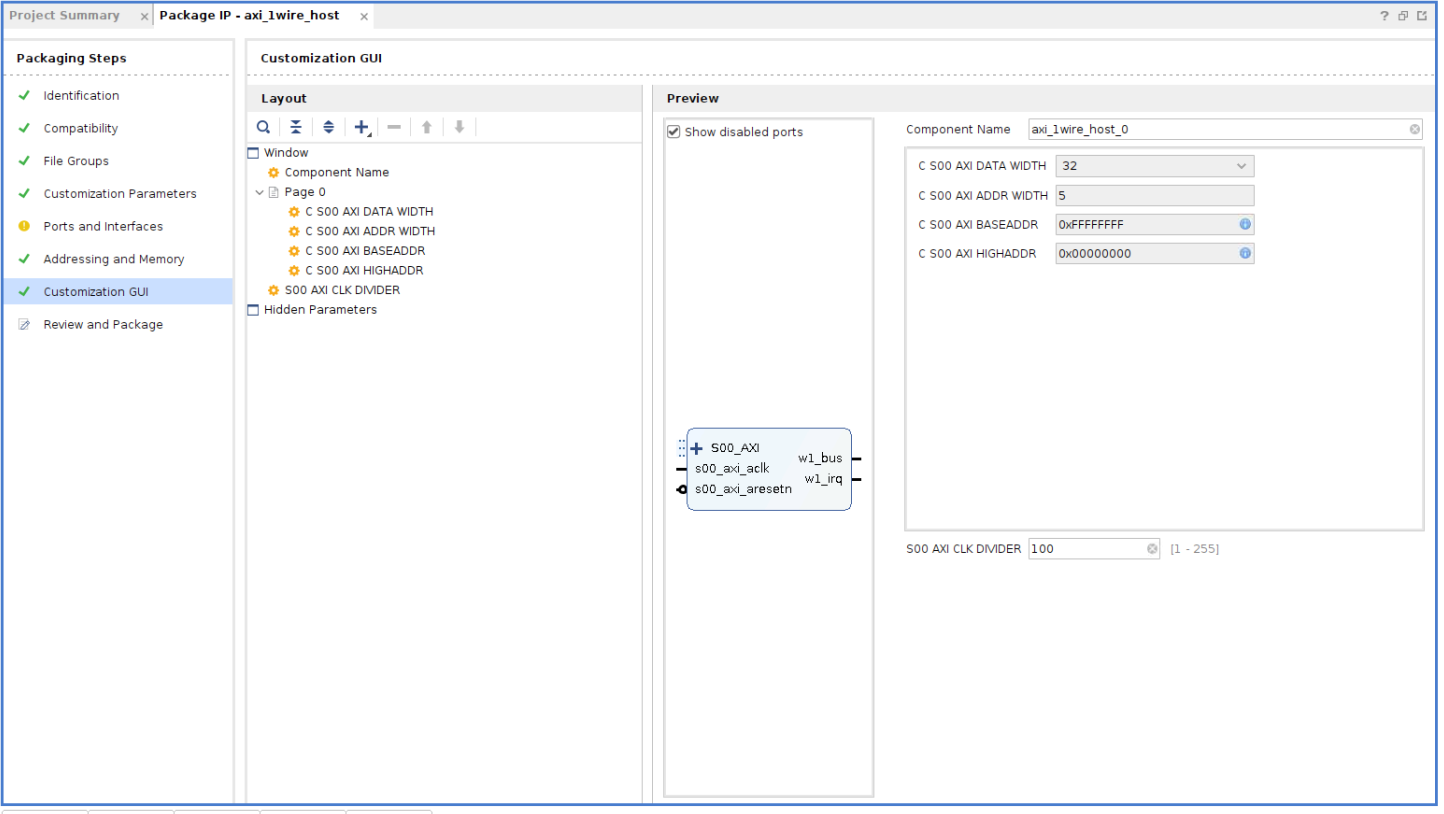 Project Summary
Package IP - axi_1wire_host
Packaging Steps
Identification
Compatibility
File Groups
Customization Parameters
Ports and Interfaces
Addressing and Memory
Customization GUI
Review and Package
Customization GUI
Layout
Window
Component Name
Page 0
C S00 AXI DATA WIDTH
C S00 AXI ADDR WIDTH
C S00 AXI BASEADDR
C S00 AXI HIGHADDR
S00 AXI CLK DIVIDER
Hidden Parameters
Preview
Show disabled ports
S00_AXI
s00_axi_aclk
s00_axi_aresetn
w1_bus
w1_irq
Component Name axi_1wire_host_0
C S00 AXI DATA WIDTH 32
C S00 AXI ADDR WIDTH 5
C S00 AXI BASEADDR 0xFFFFFFFF
C S00 AXI HIGHADDR 0x00000000
S00 AXI CLK DIVIDER 100 [1 - 255]